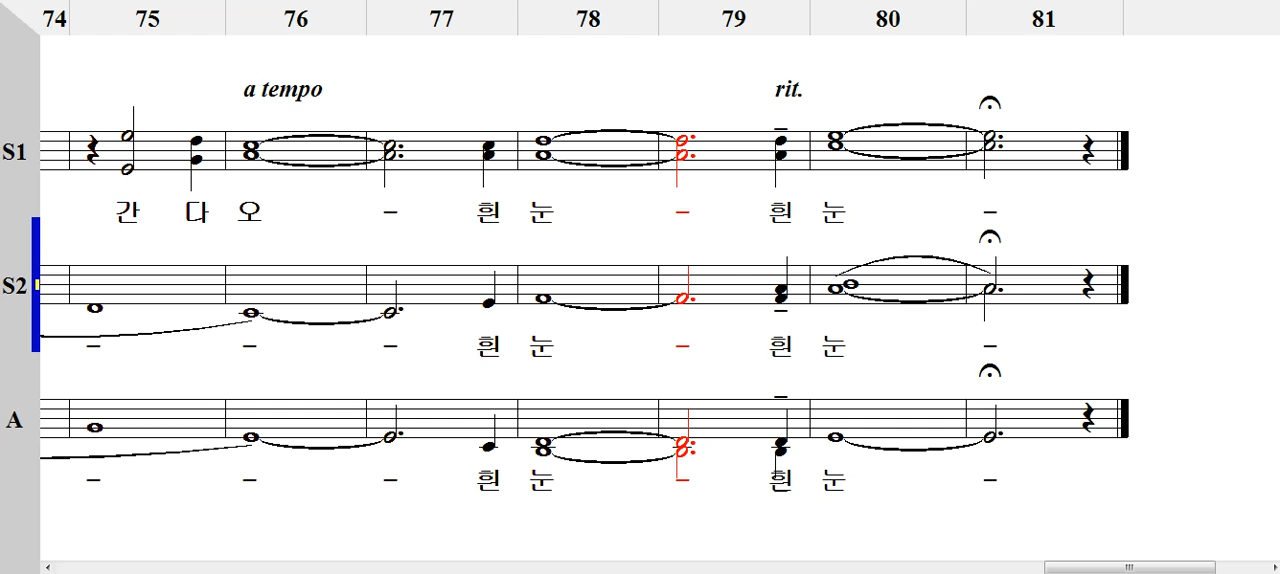 74 75 76 77 78 79 80 81
a tempo rit.
S1
간 다 오 – 흰 눈 – 흰 눈 –
S2
– – – 흰 눈 – 흰 눈 –
A
– – – 흰 눈 – 흰 눈 –